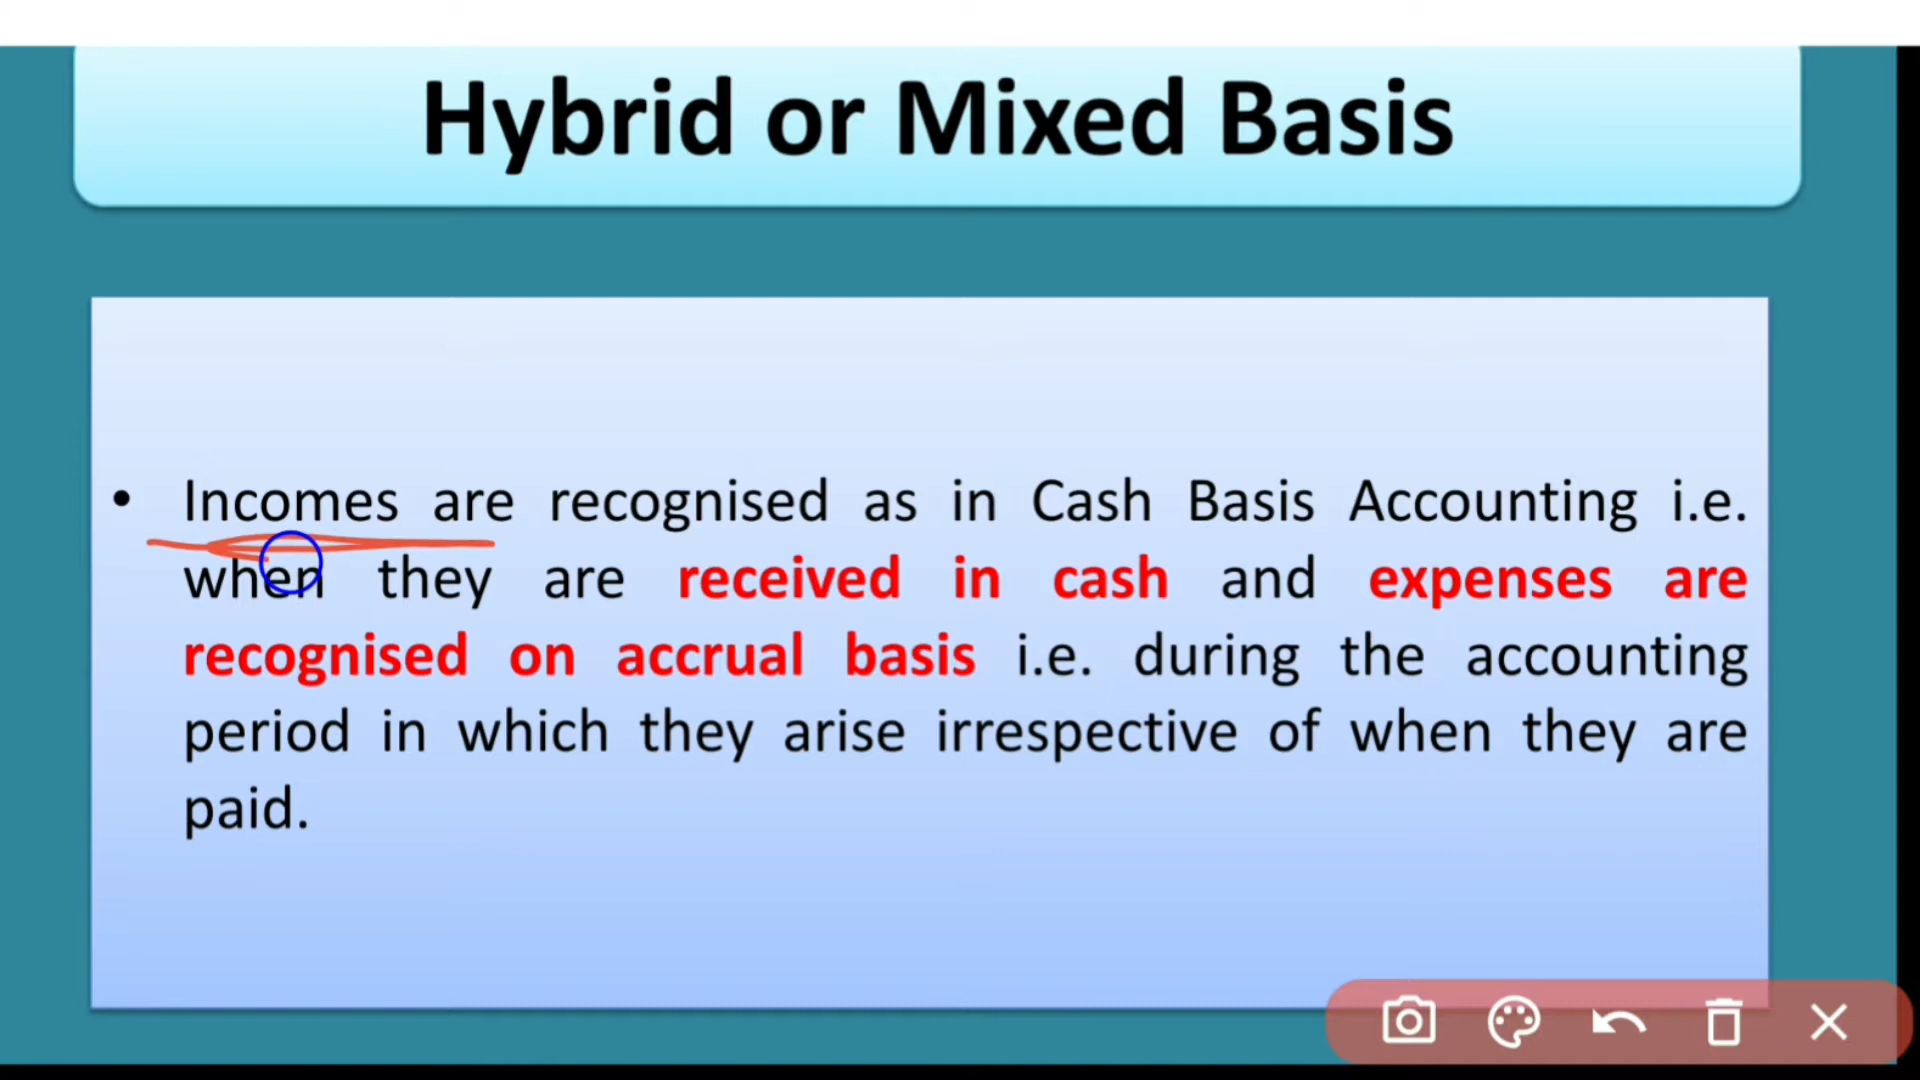 Hybrid or Mixed Basis
• Incomes are recognised as in Cash Basis Accounting i.e.
when they are received in cash and expenses are
recognised on accrual basis i.e. during the accounting
period in which they arise irrespective of when they are
paid.